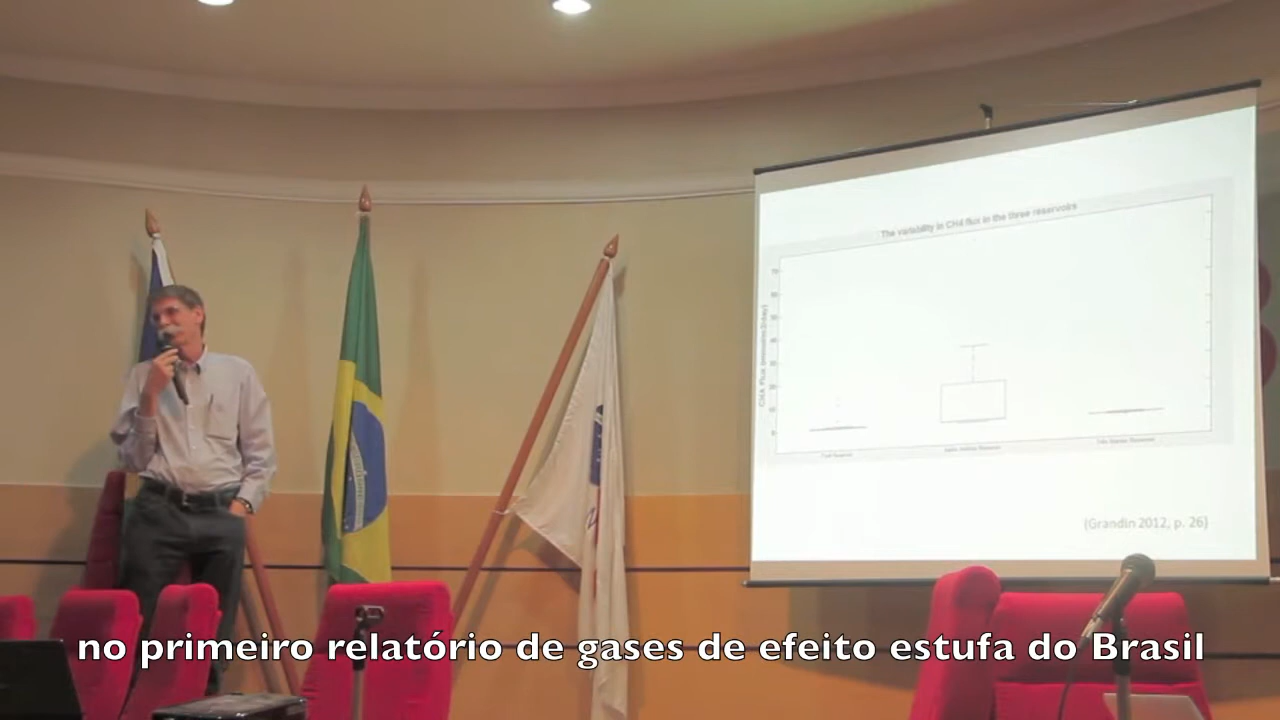 The variability in CH4 flux in the three reservoirs
(Grandin 2012, p. 26)
no primeiro relatório de gases de efeito estufa do Brasil